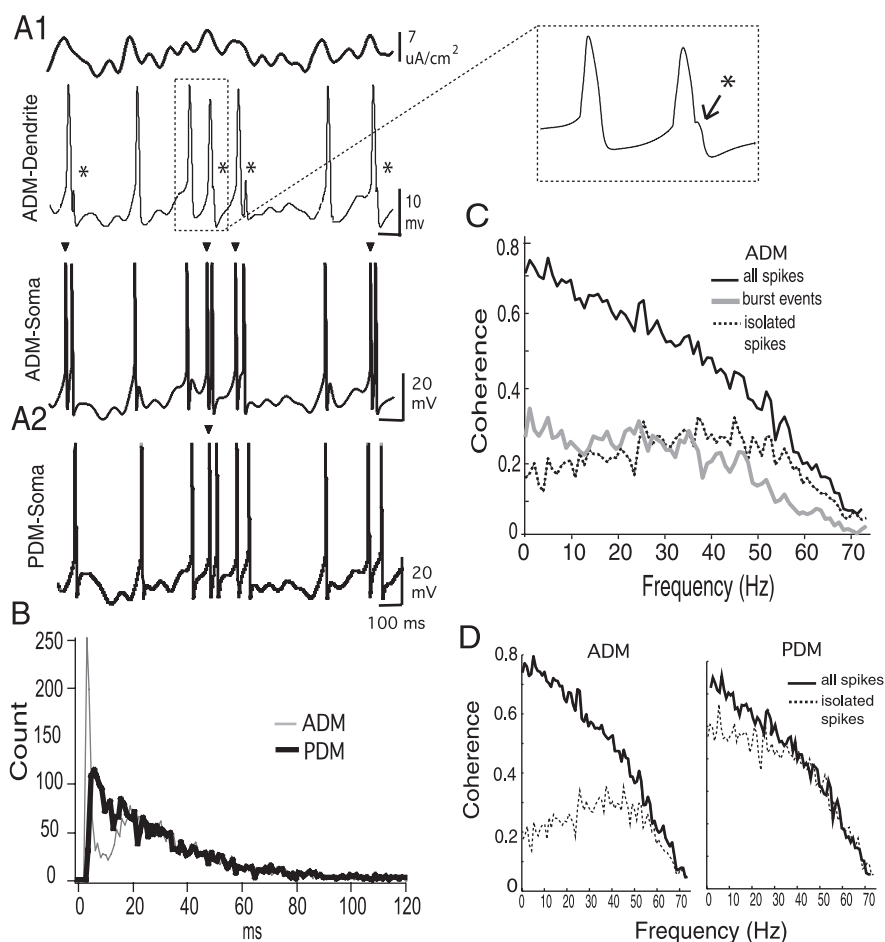 A1
7
uA/cm²
ADM-Dendrite
*
*
*
*
*
10
mv
ADM-Soma
20
mV
A2
PDM-Soma
20
mV
100 ms
B
Count
250
200
150
100
50
0
ADM
PDM
0 20 40 60 80 100 120
ms
C
Coherence
0.8
0.6
0.4
0.2
0
ADM
all spikes
burst events
isolated
spikes
0 10 20 30 40 50 60 70
Frequency (Hz)
D
Coherence
0.8
0.6
0.4
0.2
0
ADM
PDM
all spikes
isolated
spikes
0 10 20 30 40 50 60 70
0 10 20 30 40 50 60 70
Frequency (Hz)